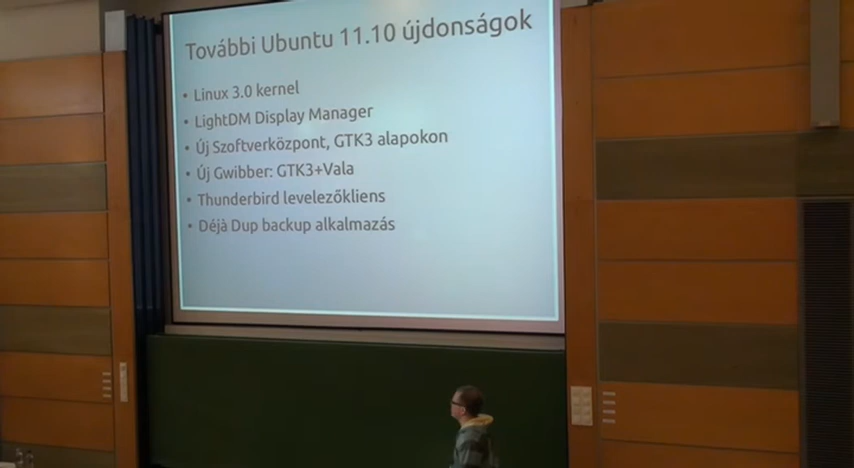 További Ubuntu 11.10 újdonságok
• Linux 3.0 kernel
• LightDM Display Manager
• Új Szoftverközpont, GTK3 alapokon
• Új Gwibber: GTK3+Vala
• Thunderbird levelezőkliens
• Déjà Dup backup alkalmazás